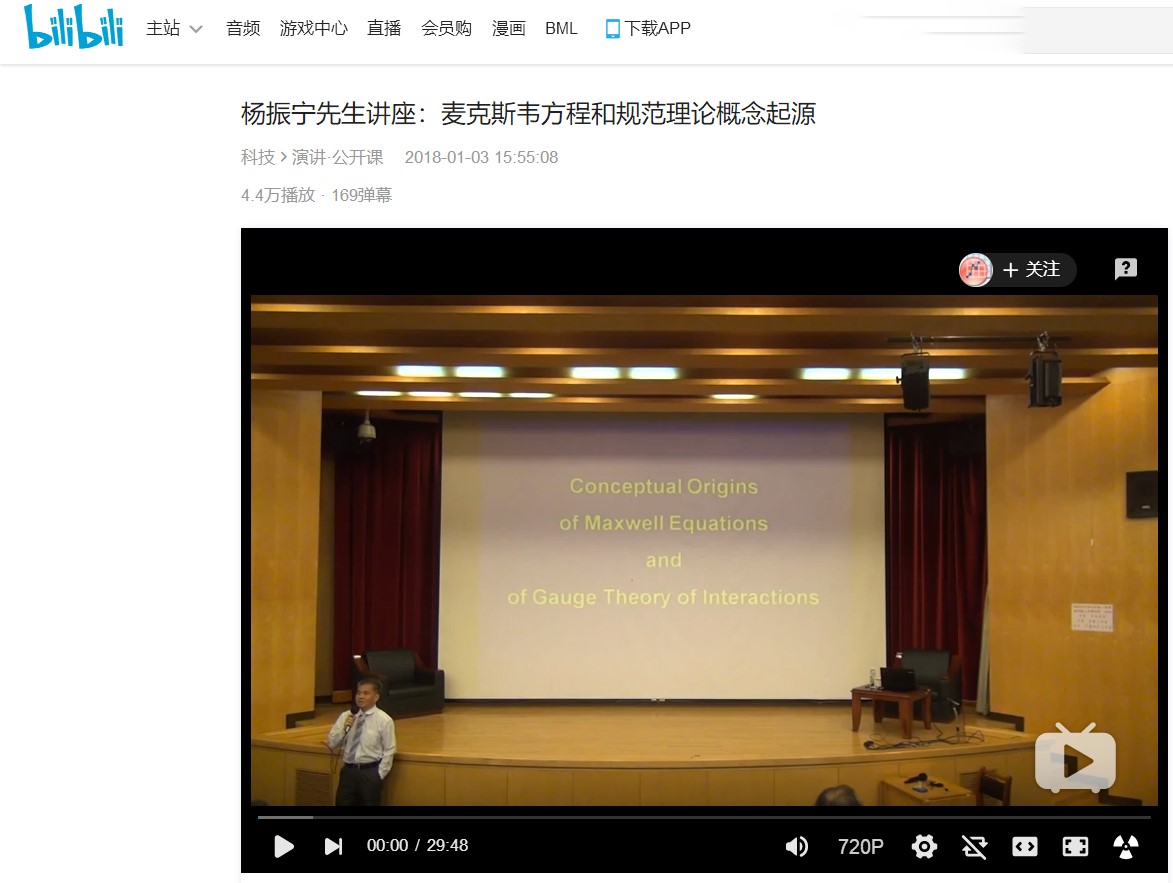 bilibili 主站 音频 游戏中心 直播 会员购 漫画 BML 下载APP
杨振宁先生讲座：麦克斯韦方程和规范理论概念起源
科技 > 演讲·公开课 2018-01-03 15:55:08
4.4万播放 · 169弹幕
+ 关注 ?
Conceptual Origins
of Maxwell Equations
and
of Gauge Theory of Interactions
00:00 / 29:48 720P